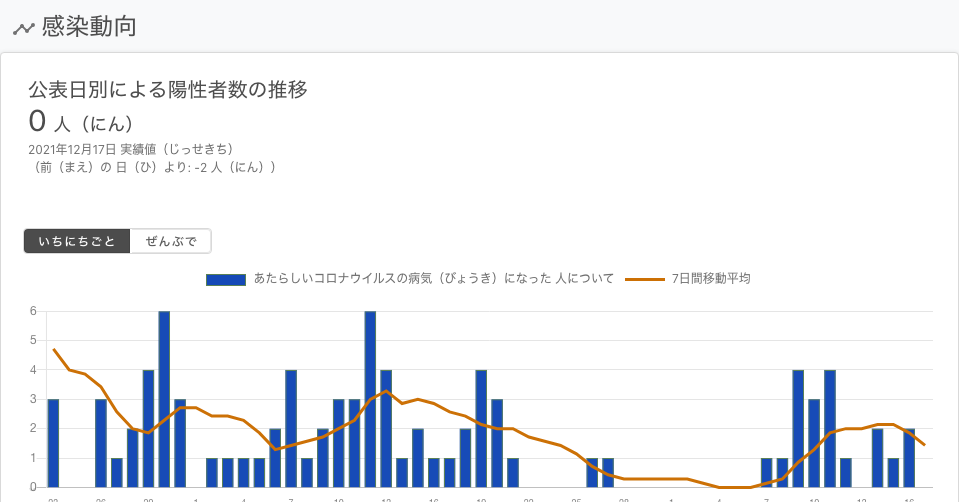 感染動向
公表日別による陽性者数の推移
0 人（にん）
2021年12月17日 実績値（じっせきち）
（前（まえ）の 日（ひ）より: -2 人（にん））
いちにちごと ぜんぶで
あたらしいコロナウイルスの病気（びょうき）になった 人について 7日間移動平均
6
5
4
3
2
1
0